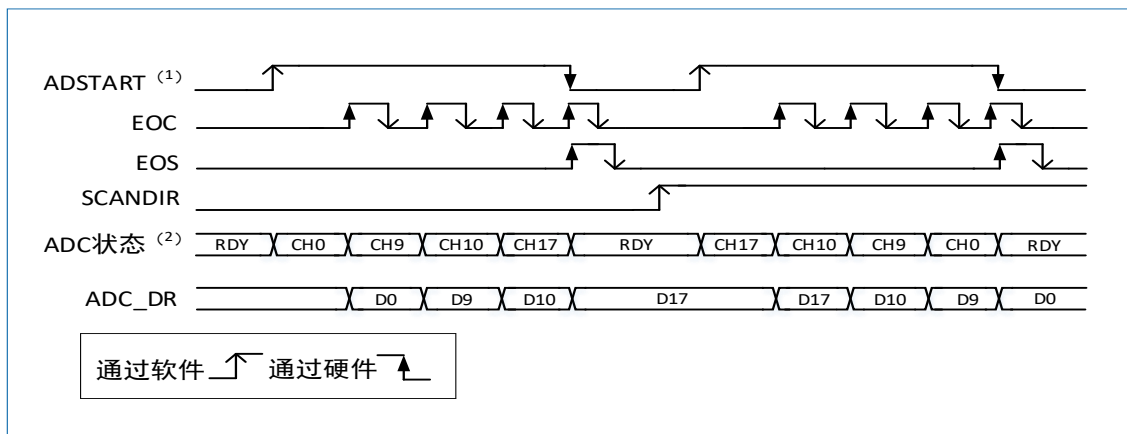 ADSTART (1)
EOC
EOS
SCANDIR
ADC状态 (2) RDY CH0 CH9 CH10 CH17 RDY CH17 CH10 CH9 CH0 RDY
ADC_DR D0 D9 D10 D17 D17 D10 D9 D0
通过软件 通过硬件